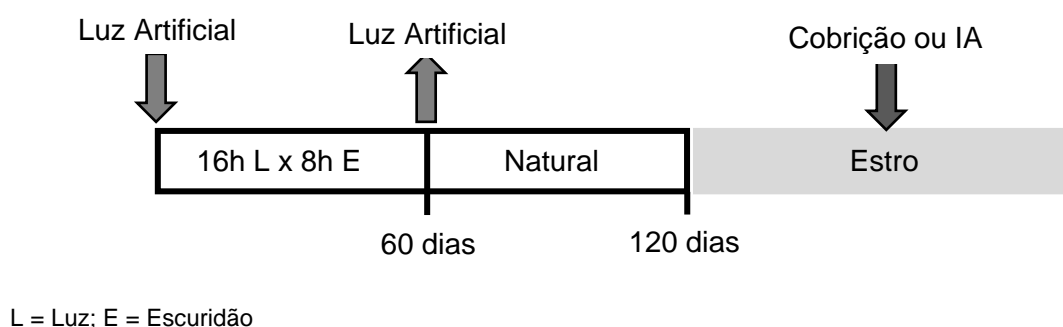 Luz Artificial
Luz Artificial
Cobrição ou IA
16h L x 8h E
Natural
Estro
60 dias
120 dias
L = Luz; E = Escuridão